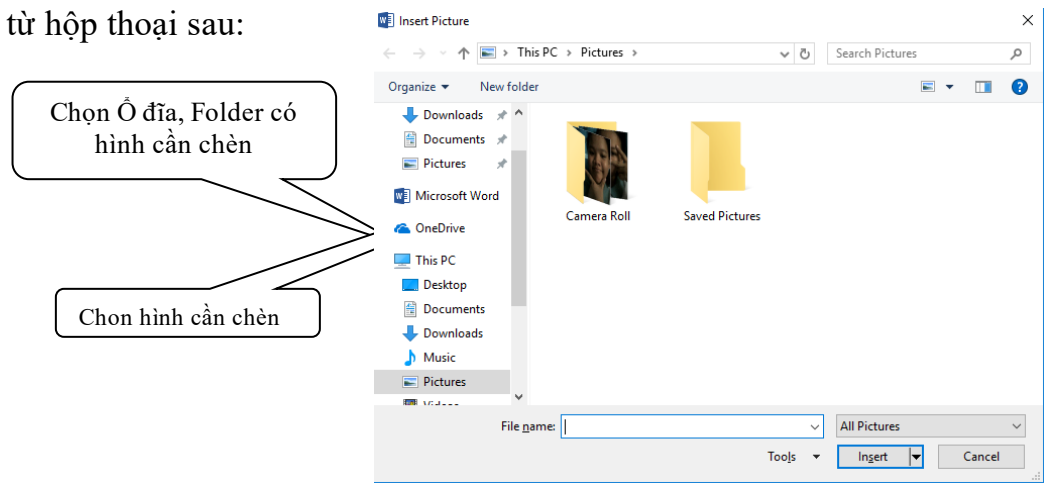 từ hộp thoại sau:
Chọn Ổ đĩa, Folder có
hình cần chèn
Chon hình cần chèn
Insert Picture
This PC > Pictures >
Search Pictures
Organize
New folder
Downloads
Documents
Pictures
Microsoft Word
OneDrive
This PC
Desktop
Documents
Downloads
Music
Pictures
Videos
Camera Roll
Saved Pictures
File name:
All Pictures
Tools
Insert
Cancel